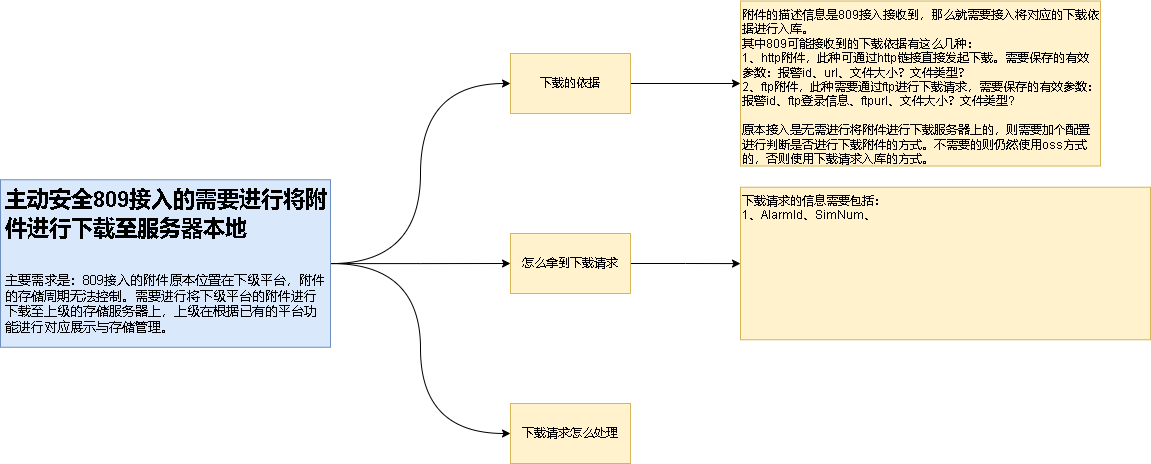 主动安全809接入的需要进行将附
件进行下载至服务器本地
主要需求是：809接入的附件原本位置在下级平台，附件
的存储周期无法控制。需要进行将下级平台的附件进行
下载至上级的存储服务器上，上级在根据已有的平台功
能进行对应展示与存储管理。
下载的依据
附件的描述信息是809接入接收到，那么就需要接入将对应的下载依
据进行入库。
其中809可能接收到的下载依据有这么几种：
1、http附件，此种可通过http链接直接发起下载。需要保存的有效
参数：报警id、url、文件大小？文件类型？
2、ftp附件，此种需要通过ftp进行下载请求，需要保存的有效参数：
报警id、ftp登录信息、ftpurl、文件大小？文件类型？
原本接入是无需进行将附件进行下载服务器上的，则需要加个配置
进行判断是否进行下载附件的方式。不需要的则仍然使用oss方式
的，否则使用下载请求入库的方式。
怎么拿到下载请求
下载请求的信息需要包括：
1、AlarmId、SimNum、
下载请求怎么处理